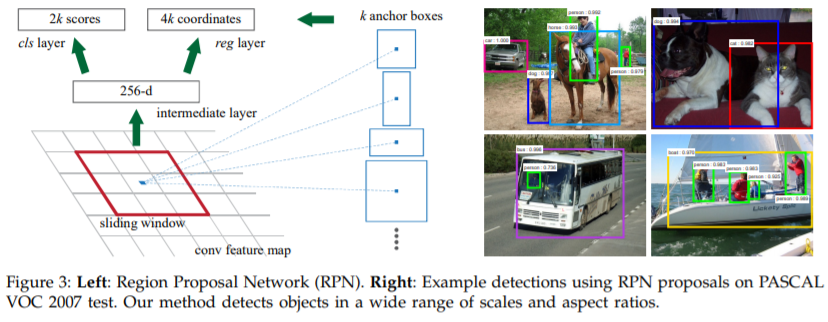 2k scores
4k coordinates
k anchor boxes
cls layer
reg layer
256-d
intermediate layer
sliding window
conv feature map
person : 0.992
horse : 0.993
car : 1.000
dog : 0.997
person : 0.979
dog : 0.994
cat : 0.982
bus : 0.996
person : 0.736
boat : 0.970
person : 0.983
person : 0.983
person : 0.925
person : 0.989
Figure 3: Left: Region Proposal Network (RPN). Right: Example detections using RPN proposals on PASCAL
VOC 2007 test. Our method detects objects in a wide range of scales and aspect ratios.